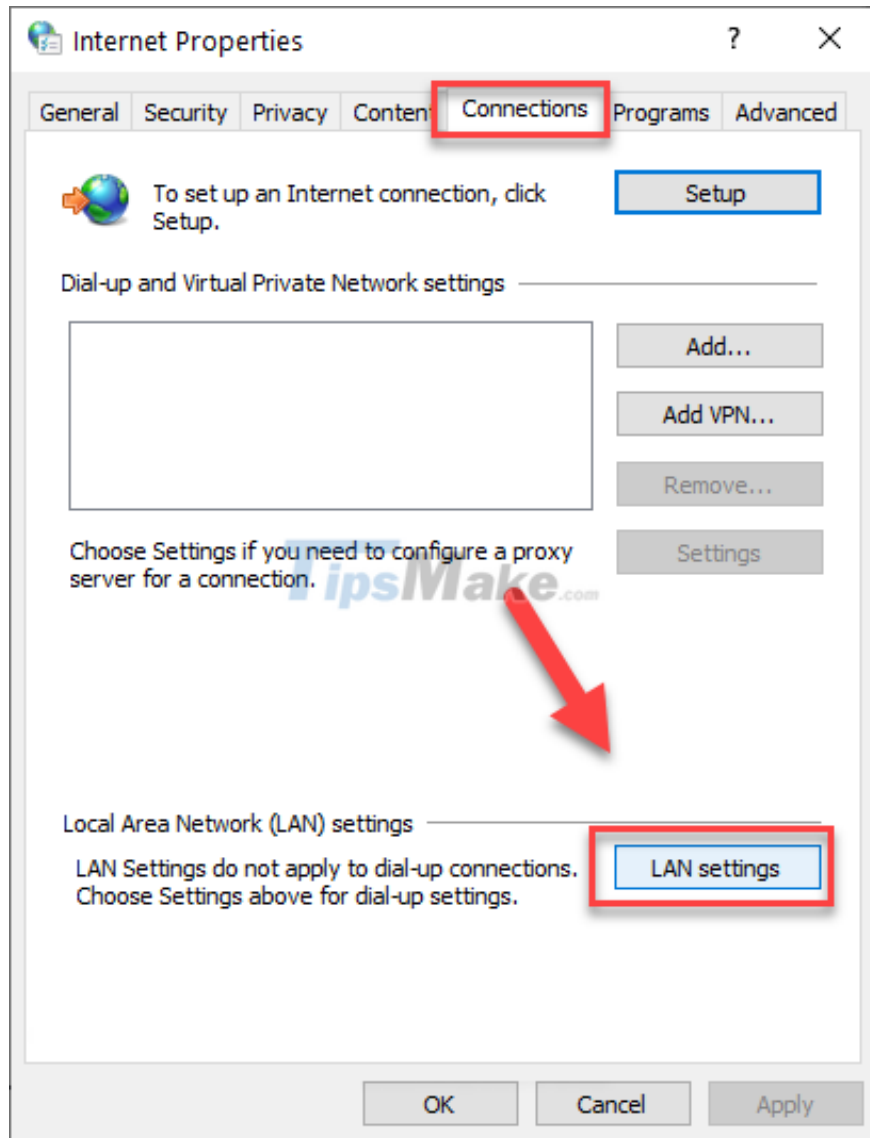 Internet Properties
?
General Security Privacy Content Connections Programs Advanced
To set up an Internet connection, click
Setup.
Setup
Dial-up and Virtual Private Network settings
Add...
Add VPN...
Remove...
Choose Settings if you need to configure a proxy
server for a connection.
Settings
TipsMake.com
Local Area Network (LAN) settings
LAN Settings do not apply to dial-up connections.
Choose Settings above for dial-up settings.
LAN settings
OK Cancel Apply